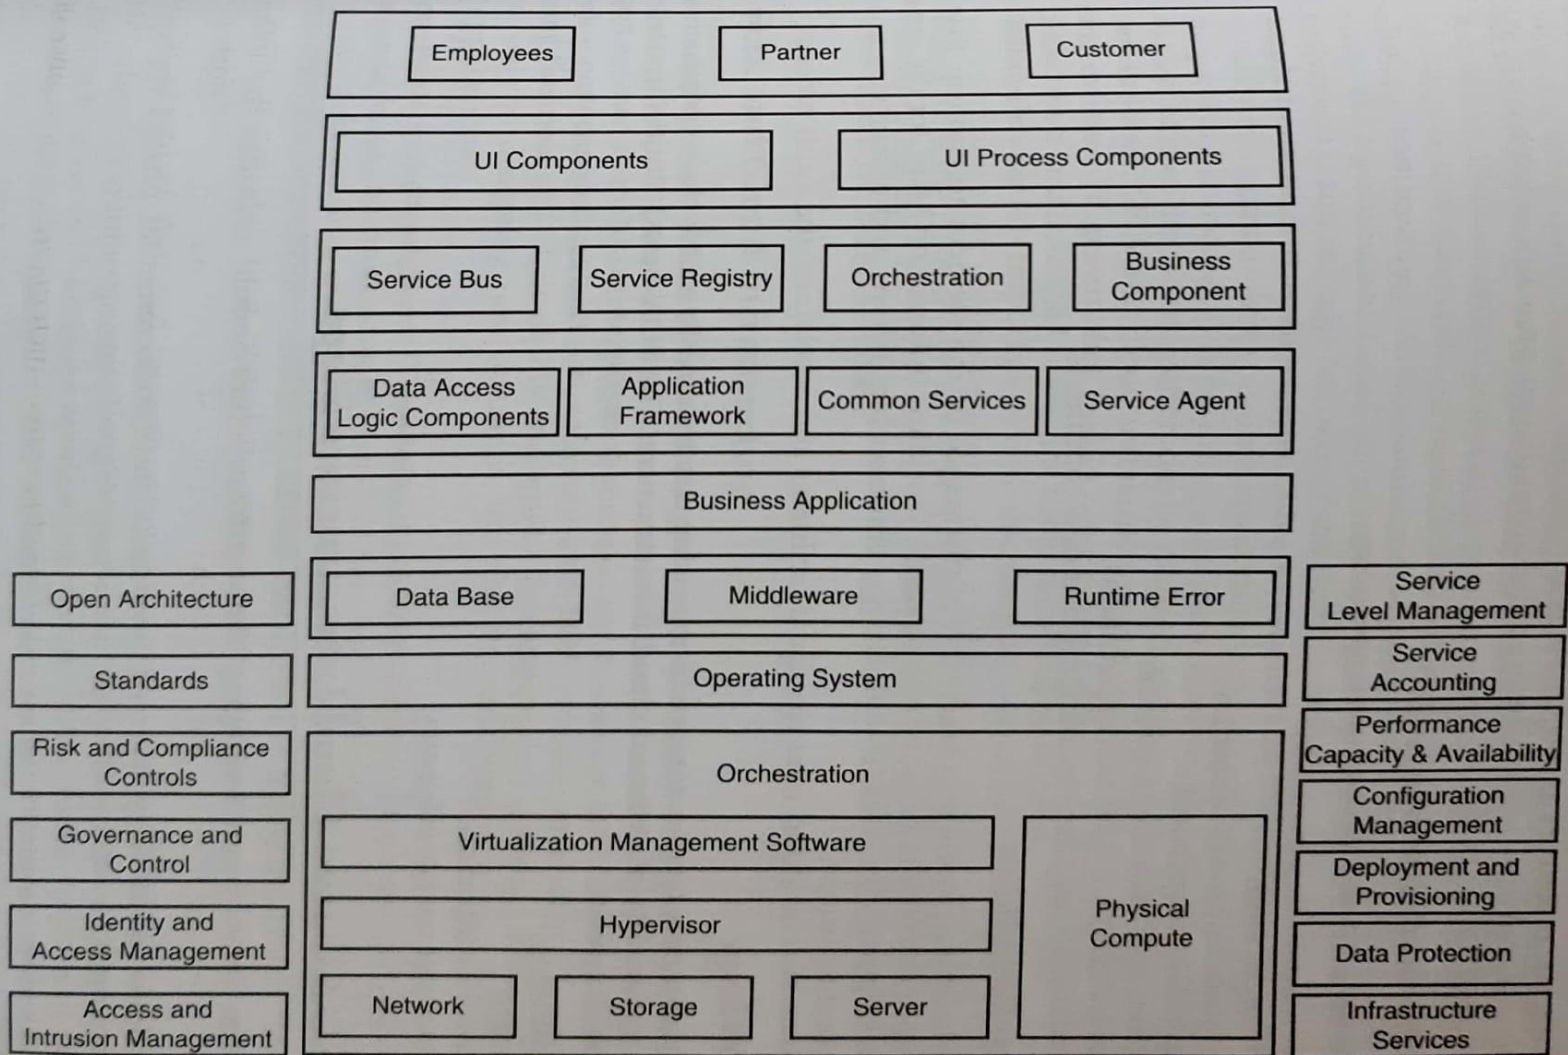 Employees
Partner
Customer
UI Components
UI Process Components
Service Bus
Service Registry
Orchestration
Business
Component
Data Access
Logic Components
Application
Framework
Common Services
Service Agent
Business Application
Open Architecture
Data Base
Middleware
Runtime Error
Service
Level Management
Standards
Operating System
Service
Accounting
Risk and Compliance
Controls
Orchestration
Performance
Capacity & Availability
Governance and
Control
Virtualization Management Software
Physical
Compute
Configuration
Management
Identity and
Access Management
Hypervisor
Deployment and
Provisioning
Data Protection
Access and
Intrusion Management
Network
Storage
Server
Infrastructure
Services